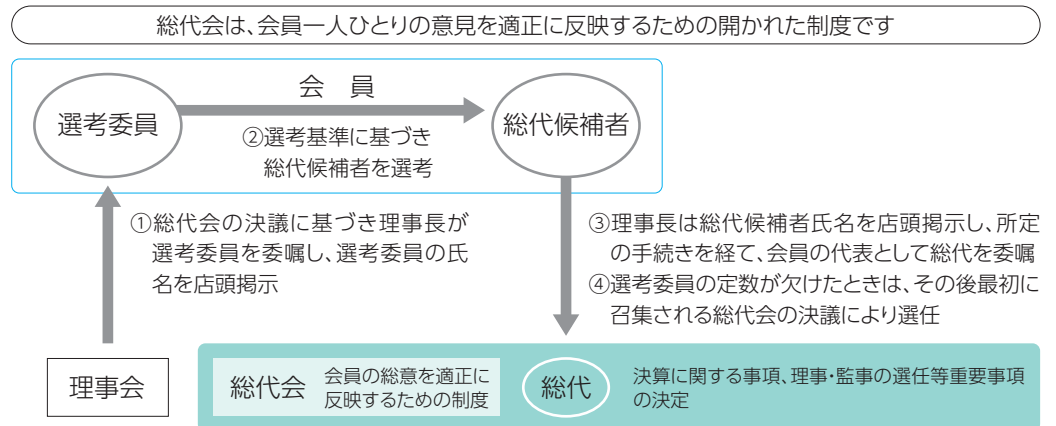 総代会は、会員一人ひとりの意見を適正に反映するための開かれた制度です
会 員
選考委員
総代候補者
②選考基準に基づき
総代候補者を選考
①総代会の決議に基づき理事長が
選考委員を委嘱し、選考委員の氏
名を店頭掲示
③理事長は総代候補者氏名を店頭掲示し、所定
の手続きを経て、会員の代表として総代を委嘱
④選考委員の定数が欠けたときは、その後最初に
召集される総代会の決議により選任
理事会
総代会
会員の総意を適正に
反映するための制度
総代
決算に関する事項、理事・監事の選任等重要事項
の決定